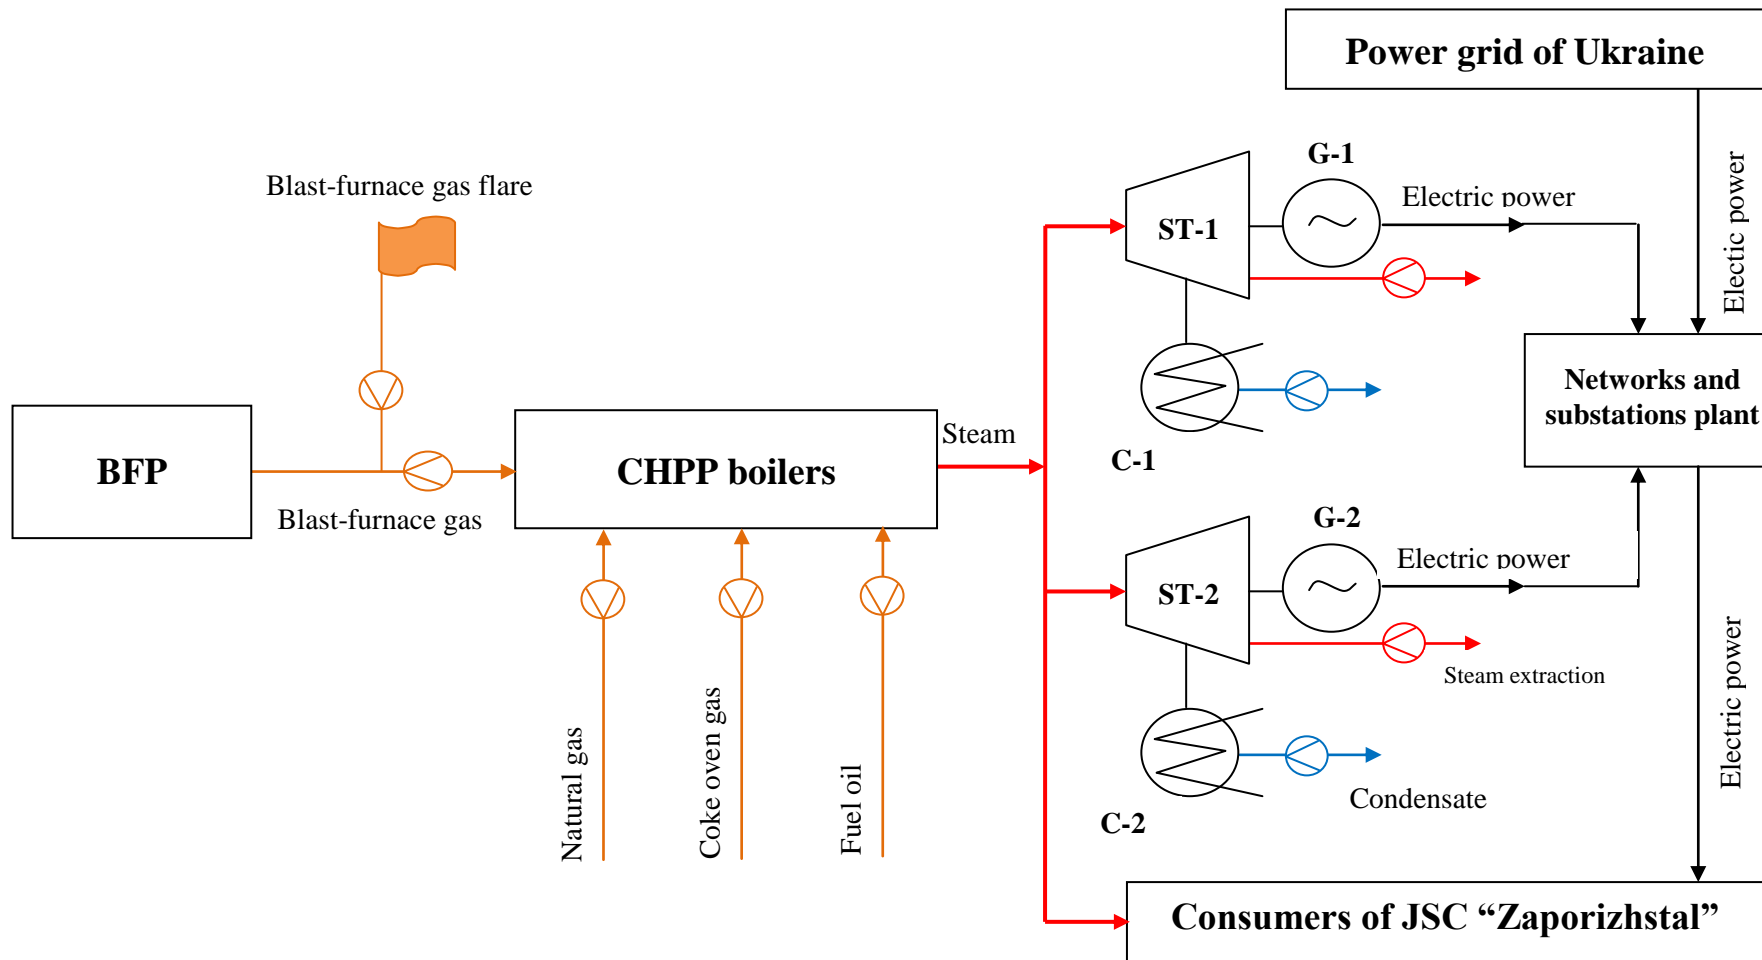 Power grid of Ukraine
G-1
Electric power
Electic power
Blast-furnace gas flare
ST-1
Networks and
substations plant
BFP
CHPP boilers
Steam
C-1
Blast-furnace gas
G-2
Electric power
ST-2
Steam extraction
Electric power
Natural gas
Coke oven gas
Fuel oil
Condensate
C-2
Consumers of JSC “Zaporizhstal”